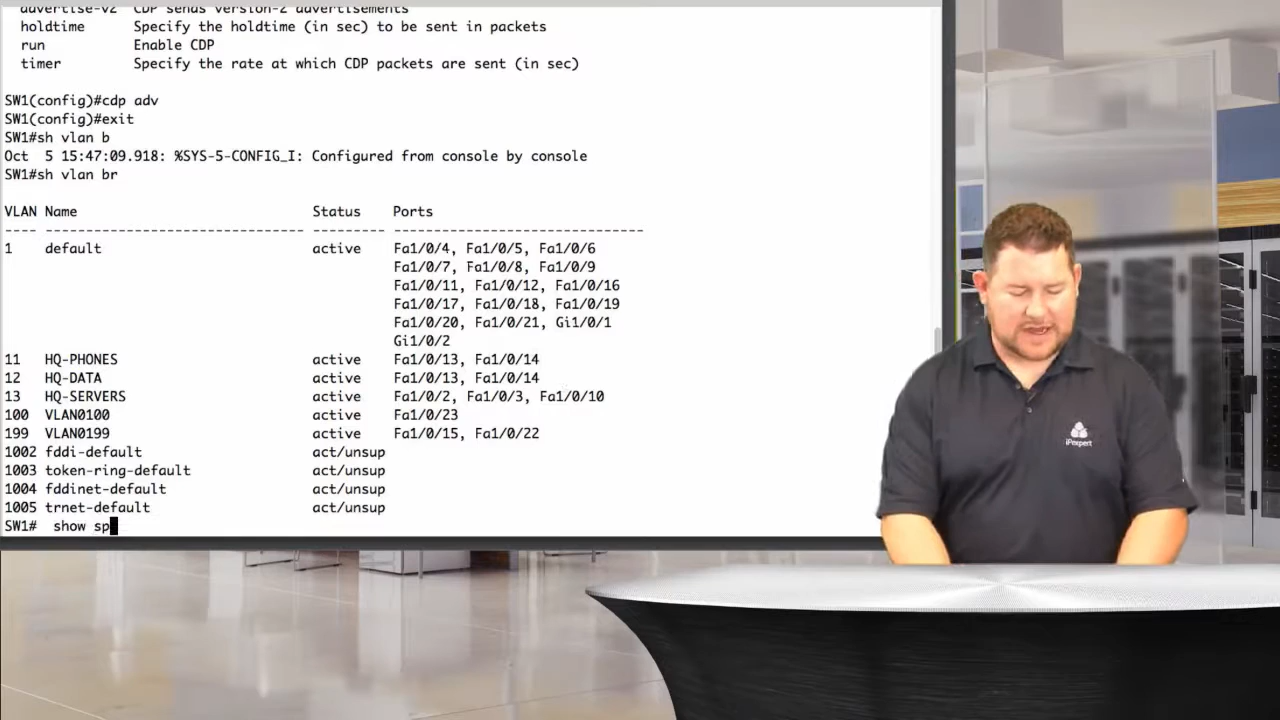 advertise-v2  CDP sends version-2 advertisements
holdtime      Specify the holdtime (in sec) to be sent in packets
run           Enable CDP
timer         Specify the rate at which CDP packets are sent (in sec)
SW1(config)#cdp adv
SW1(config)#exit
SW1#sh vlan b
Oct  5 15:47:09.918: %SYS-5-CONFIG_I: Configured from console by console
SW1#sh vlan br
VLAN Name                             Status    Ports
---- -------------------------------- --------- -------------------------------
1    default                          active    Fa1/0/4, Fa1/0/5, Fa1/0/6
Fa1/0/7, Fa1/0/8, Fa1/0/9
Fa1/0/11, Fa1/0/12, Fa1/0/16
Fa1/0/17, Fa1/0/18, Fa1/0/19
Fa1/0/20, Fa1/0/21, Gi1/0/1
Gi1/0/2
11   HQ-PHONES                        active    Fa1/0/13, Fa1/0/14
12   HQ-DATA                          active    Fa1/0/13, Fa1/0/14
13   HQ-SERVERS                       active    Fa1/0/2, Fa1/0/3, Fa1/0/10
100  VLAN0100                         active    Fa1/0/23
199  VLAN0199                         active    Fa1/0/15, Fa1/0/22
1002 fddi-default                     act/unsup
1003 token-ring-default               act/unsup
1004 fddinet-default                  act/unsup
1005 trnet-default                    act/unsup
SW1#  show sp
iPexpert